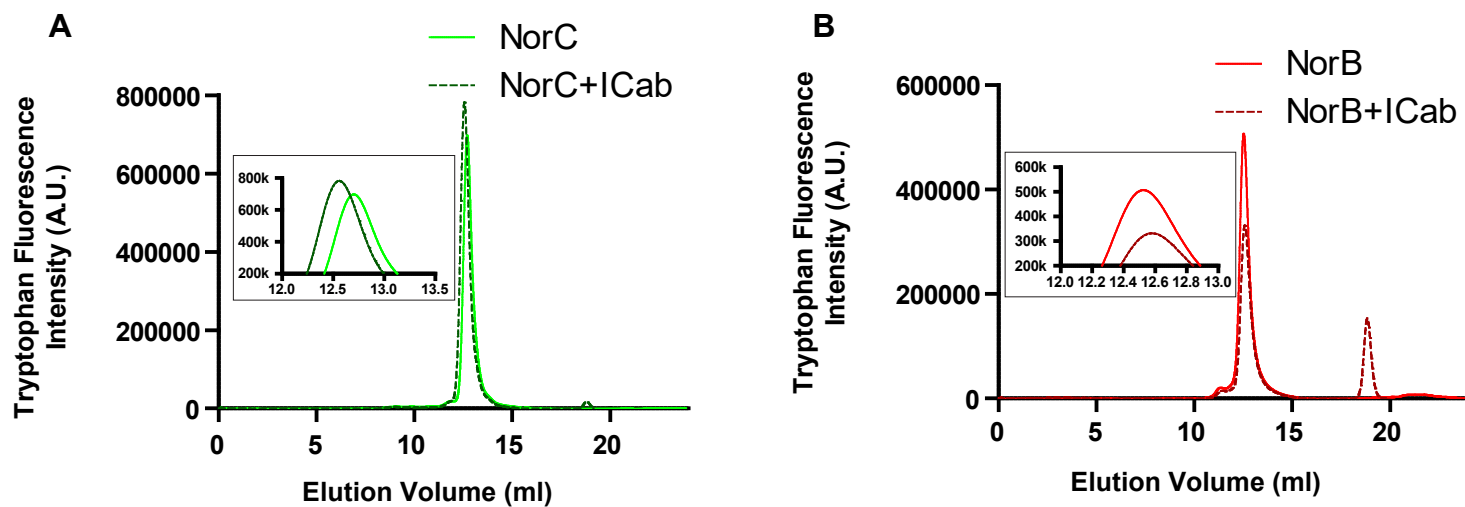 A
NorC
NorC+ICab
Tryptophan Fluorescence
Intensity (A.U.)
800000
600000
400000
200000
0
800k
600k
400k
200k
12.0 12.5 13.0 13.5
0 5 10 15 20
Elution Volume (ml)
B
NorB
NorB+ICab
Tryptophan Fluorescence
Intensity (A.U.)
600000
400000
200000
0
600k
500k
400k
300k
200k
12.0 12.2 12.4 12.6 12.8 13.0
0 5 10 15 20
Elution Volume (ml)